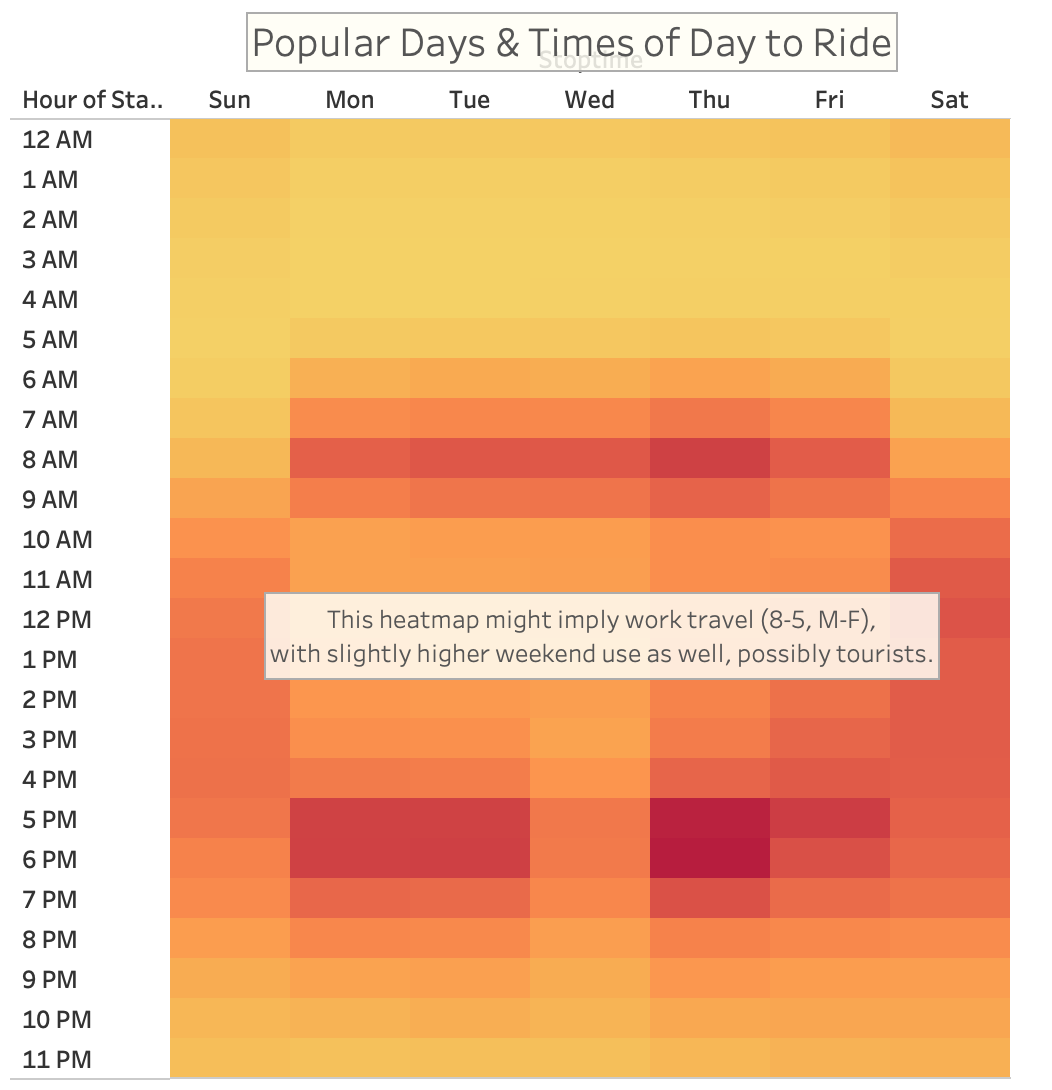 Popular Days & Times of Day to Ride
Stoptime
Hour of Sta.. Sun Mon Tue Wed Thu Fri Sat
12 AM
1 AM
2 AM
3 AM
4 AM
5 AM
6 AM
7 AM
8 AM
9 AM
10 AM
11 AM
12 PM
This heatmap might imply work travel (8-5, M-F),
1 PM
with slightly higher weekend use as well, possibly tourists.
2 PM
3 PM
4 PM
5 PM
6 PM
7 PM
8 PM
9 PM
10 PM
11 PM